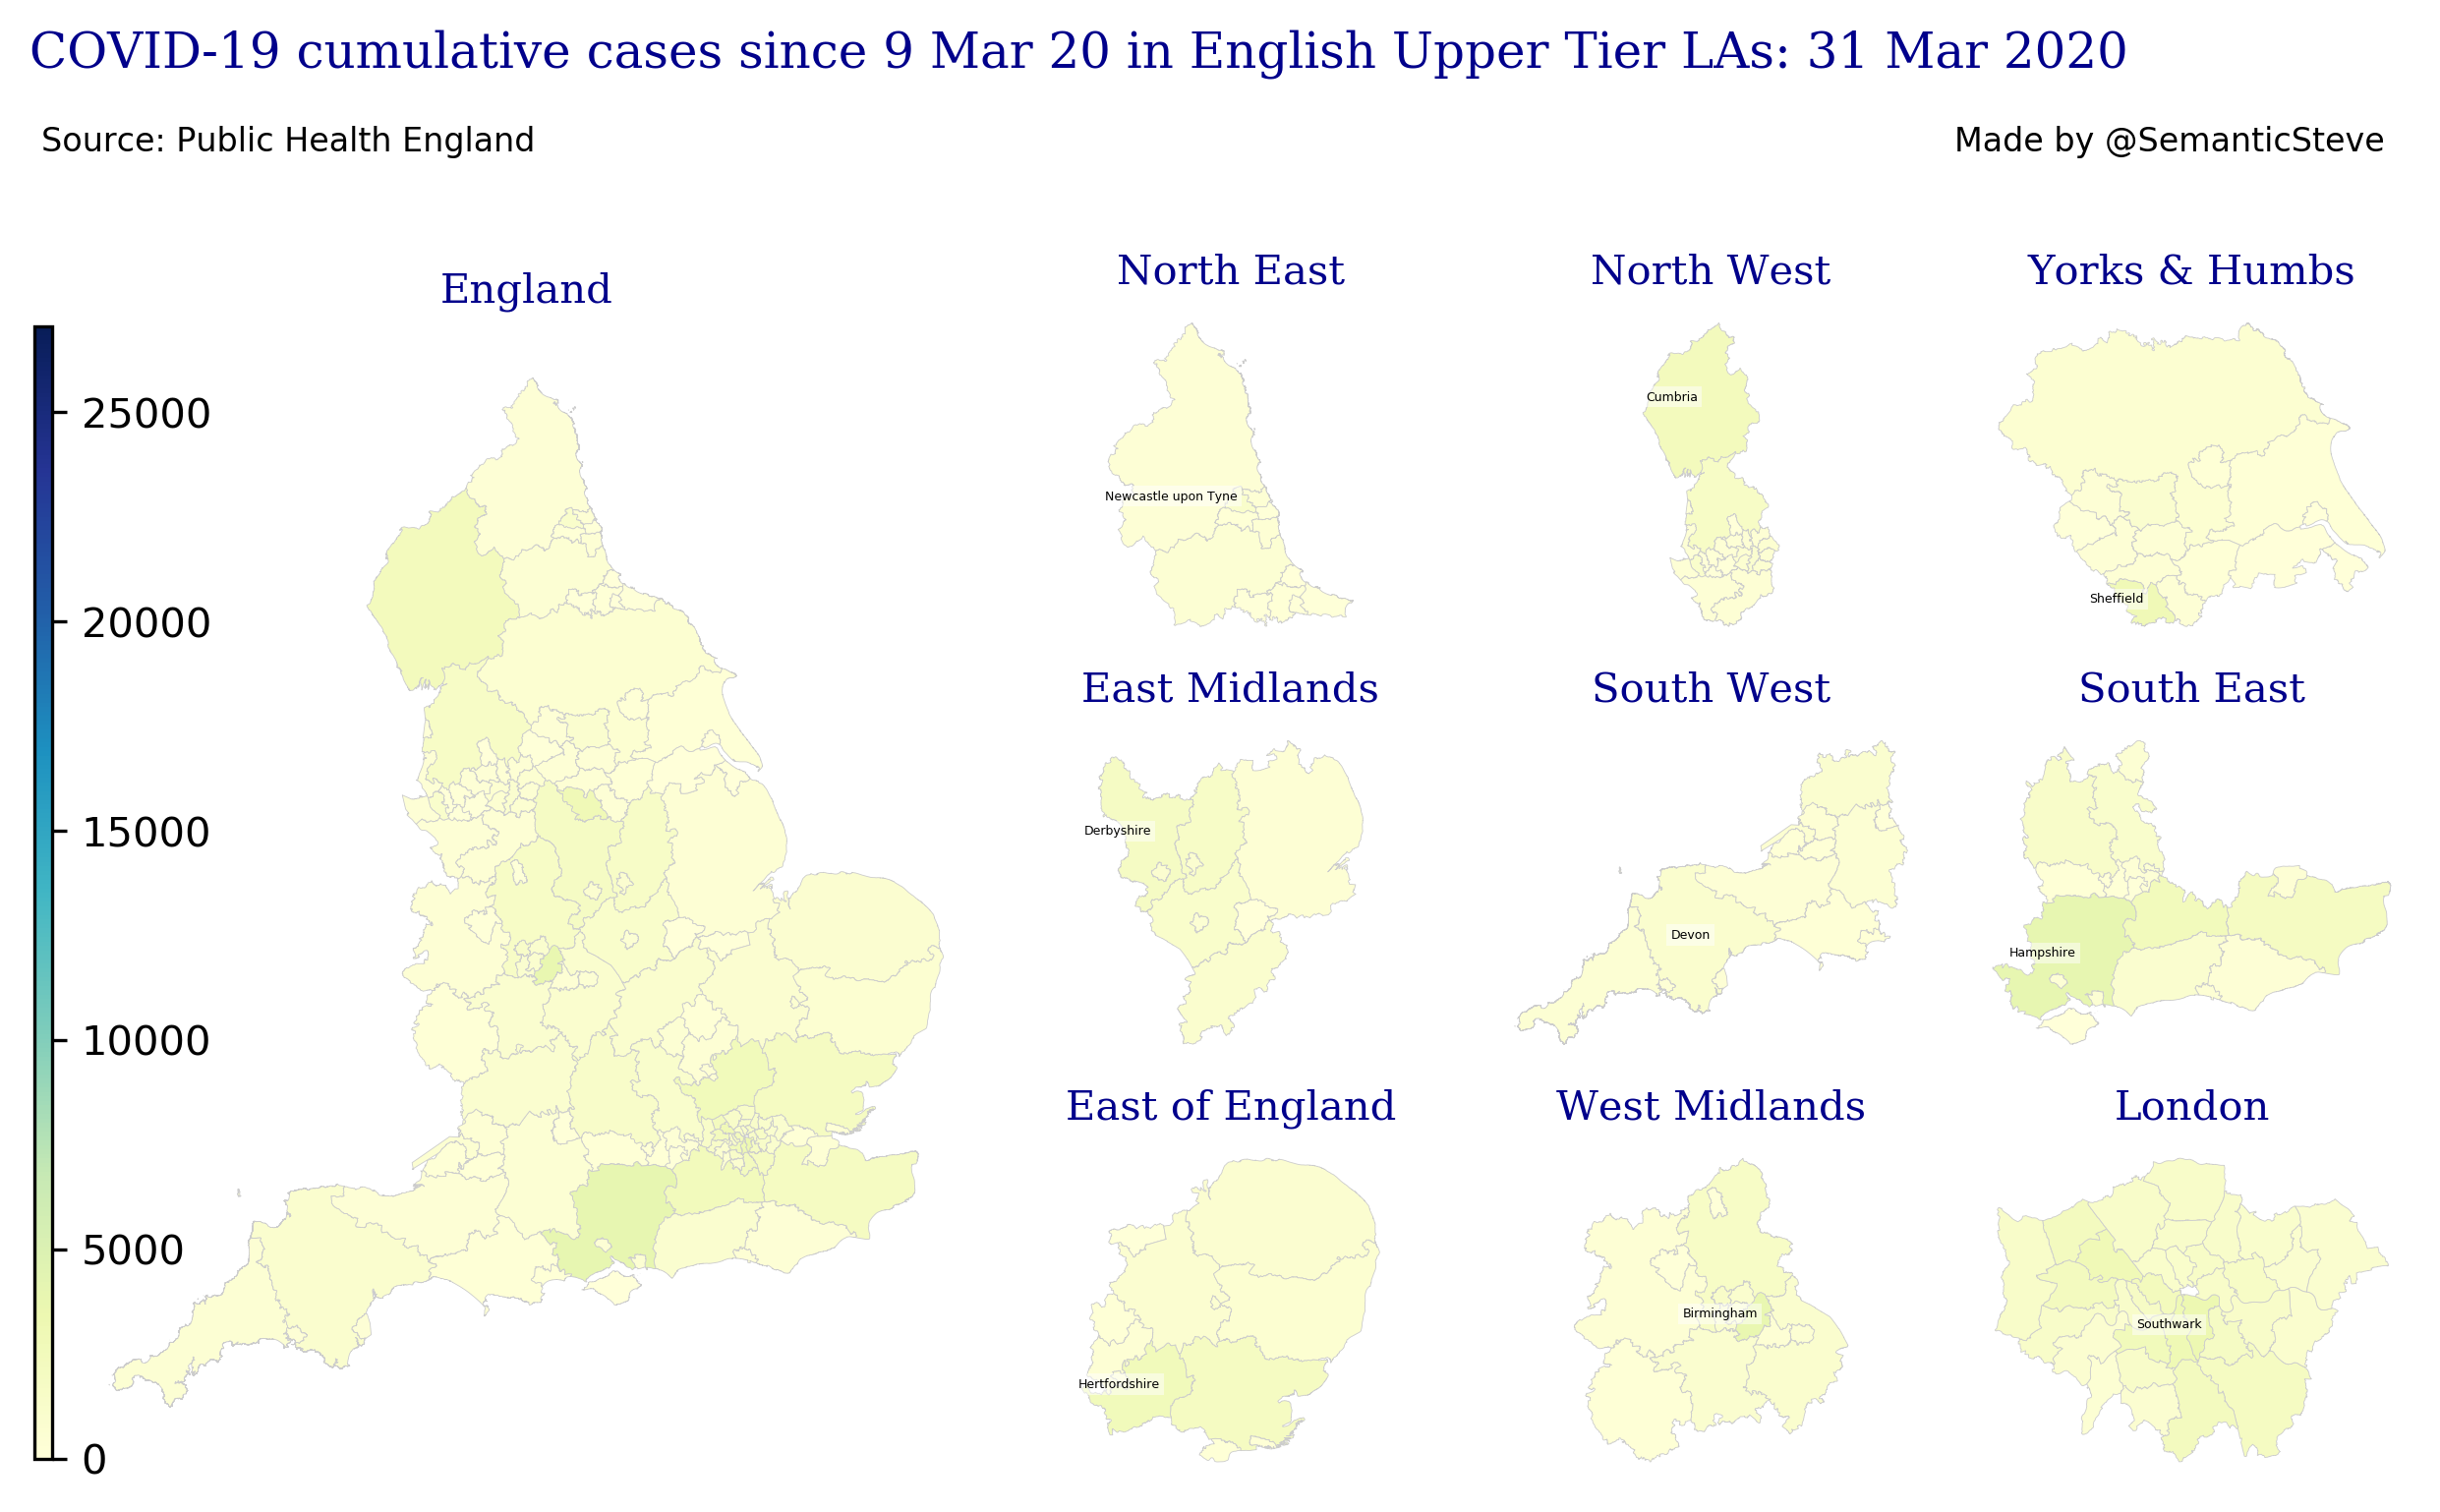 COVID-19 cumulative cases since 9 Mar 20 in English Upper Tier LAs: 31 Mar 2020
Source: Public Health England
Made by @SemanticSteve
England
North East
North West
Yorks & Humbs
25000
20000
15000
10000
5000
0
Newcastle upon Tyne
Cumbria
Sheffield
East Midlands
South West
South East
Derbyshire
Devon
Hampshire
East of England
West Midlands
London
Hertfordshire
Birmingham
Southwark